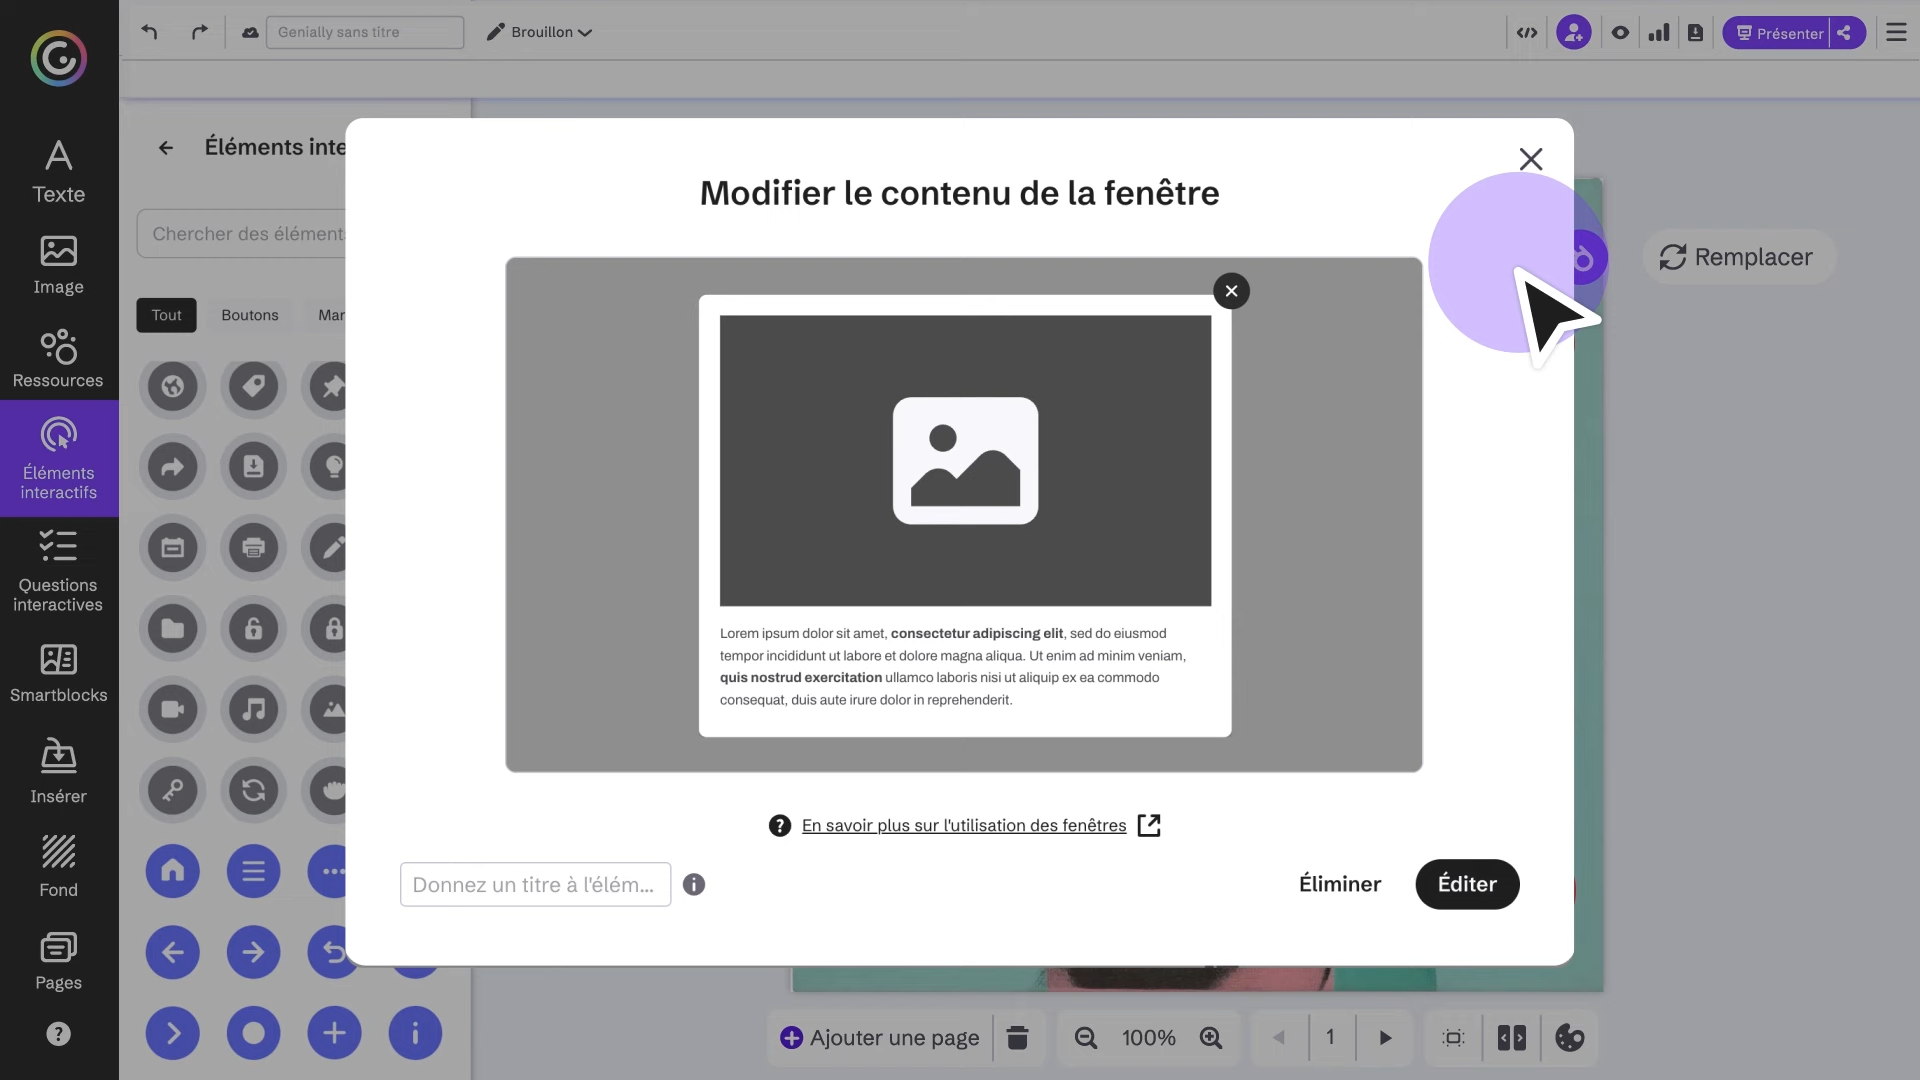 Genially sans titre
Brouillon
</>
Présenter
Texte
Image
Ressources
Éléments
interactifs
Questions
interactives
Smartblocks
Insérer
Fond
Pages
?
Éléments inte
Chercher des élément
Tout
Boutons
Mar
Modifier le contenu de la fenêtre
Lorem ipsum dolor sit amet, consectetur adipiscing elit, sed do eiusmod
tempor incididunt ut labore et dolore magna aliqua. Ut enim ad minim veniam,
quis nostrud exercitation ullamco laboris nisi ut aliquip ex ea commodo
consequat, duis aute irure dolor in reprehenderit.
En savoir plus sur l'utilisation des fenêtres
Donnez un titre à l'élém...
Éliminer
Éditer
Remplacer
Ajouter une page
100%
1